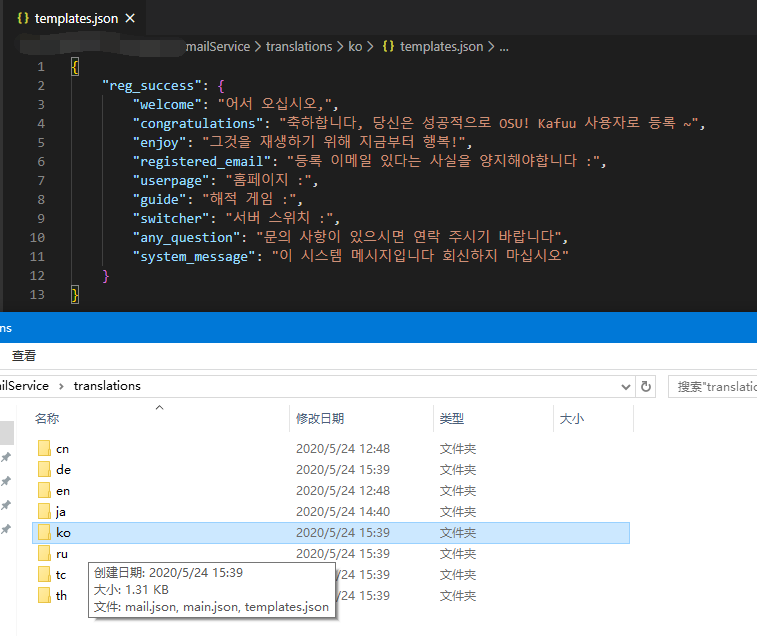 {} templates.json ×
mailService > translations > ko > {} templates.json > ...
1 {
2 "reg_success": {
3 "welcome": "어서 오십시오,",
4 "congratulations": "축하합니다, 당신은 성공적으로 OSU! Kafuu 사용자로 등록 ~",
5 "enjoy": "그것을 재생하기 위해 지금부터 행복!",
6 "registered_email": "등록 이메일 있다는 사실을 양지해야합니다 :",
7 "userpage": "홈페이지 :",
8 "guide": "해적 게임 :",
9 "switcher": "서버 스위치 :",
10 "any_question": "문의 사항이 있으시면 연락 주시기 바랍니다",
11 "system_message": "이 시스템 메시지입니다 회신하지 마십시오"
12 }
13 }
ns
查看
ailService > translations 搜索"translatio
名称 修改日期 类型 大小
cn 2020/5/24 12:48 文件夹
de 2020/5/24 15:39 文件夹
en 2020/5/24 12:48 文件夹
ja 2020/5/24 14:40 文件夹
ko 2020/5/24 15:39 文件夹
ru 2020/5/24 15:39 文件夹
tc /5/24 15:39 文件夹
th /5/24 15:39 文件夹
创建日期: 2020/5/24 15:39
大小: 1.31 KB
文件: mail.json, main.json, templates.json